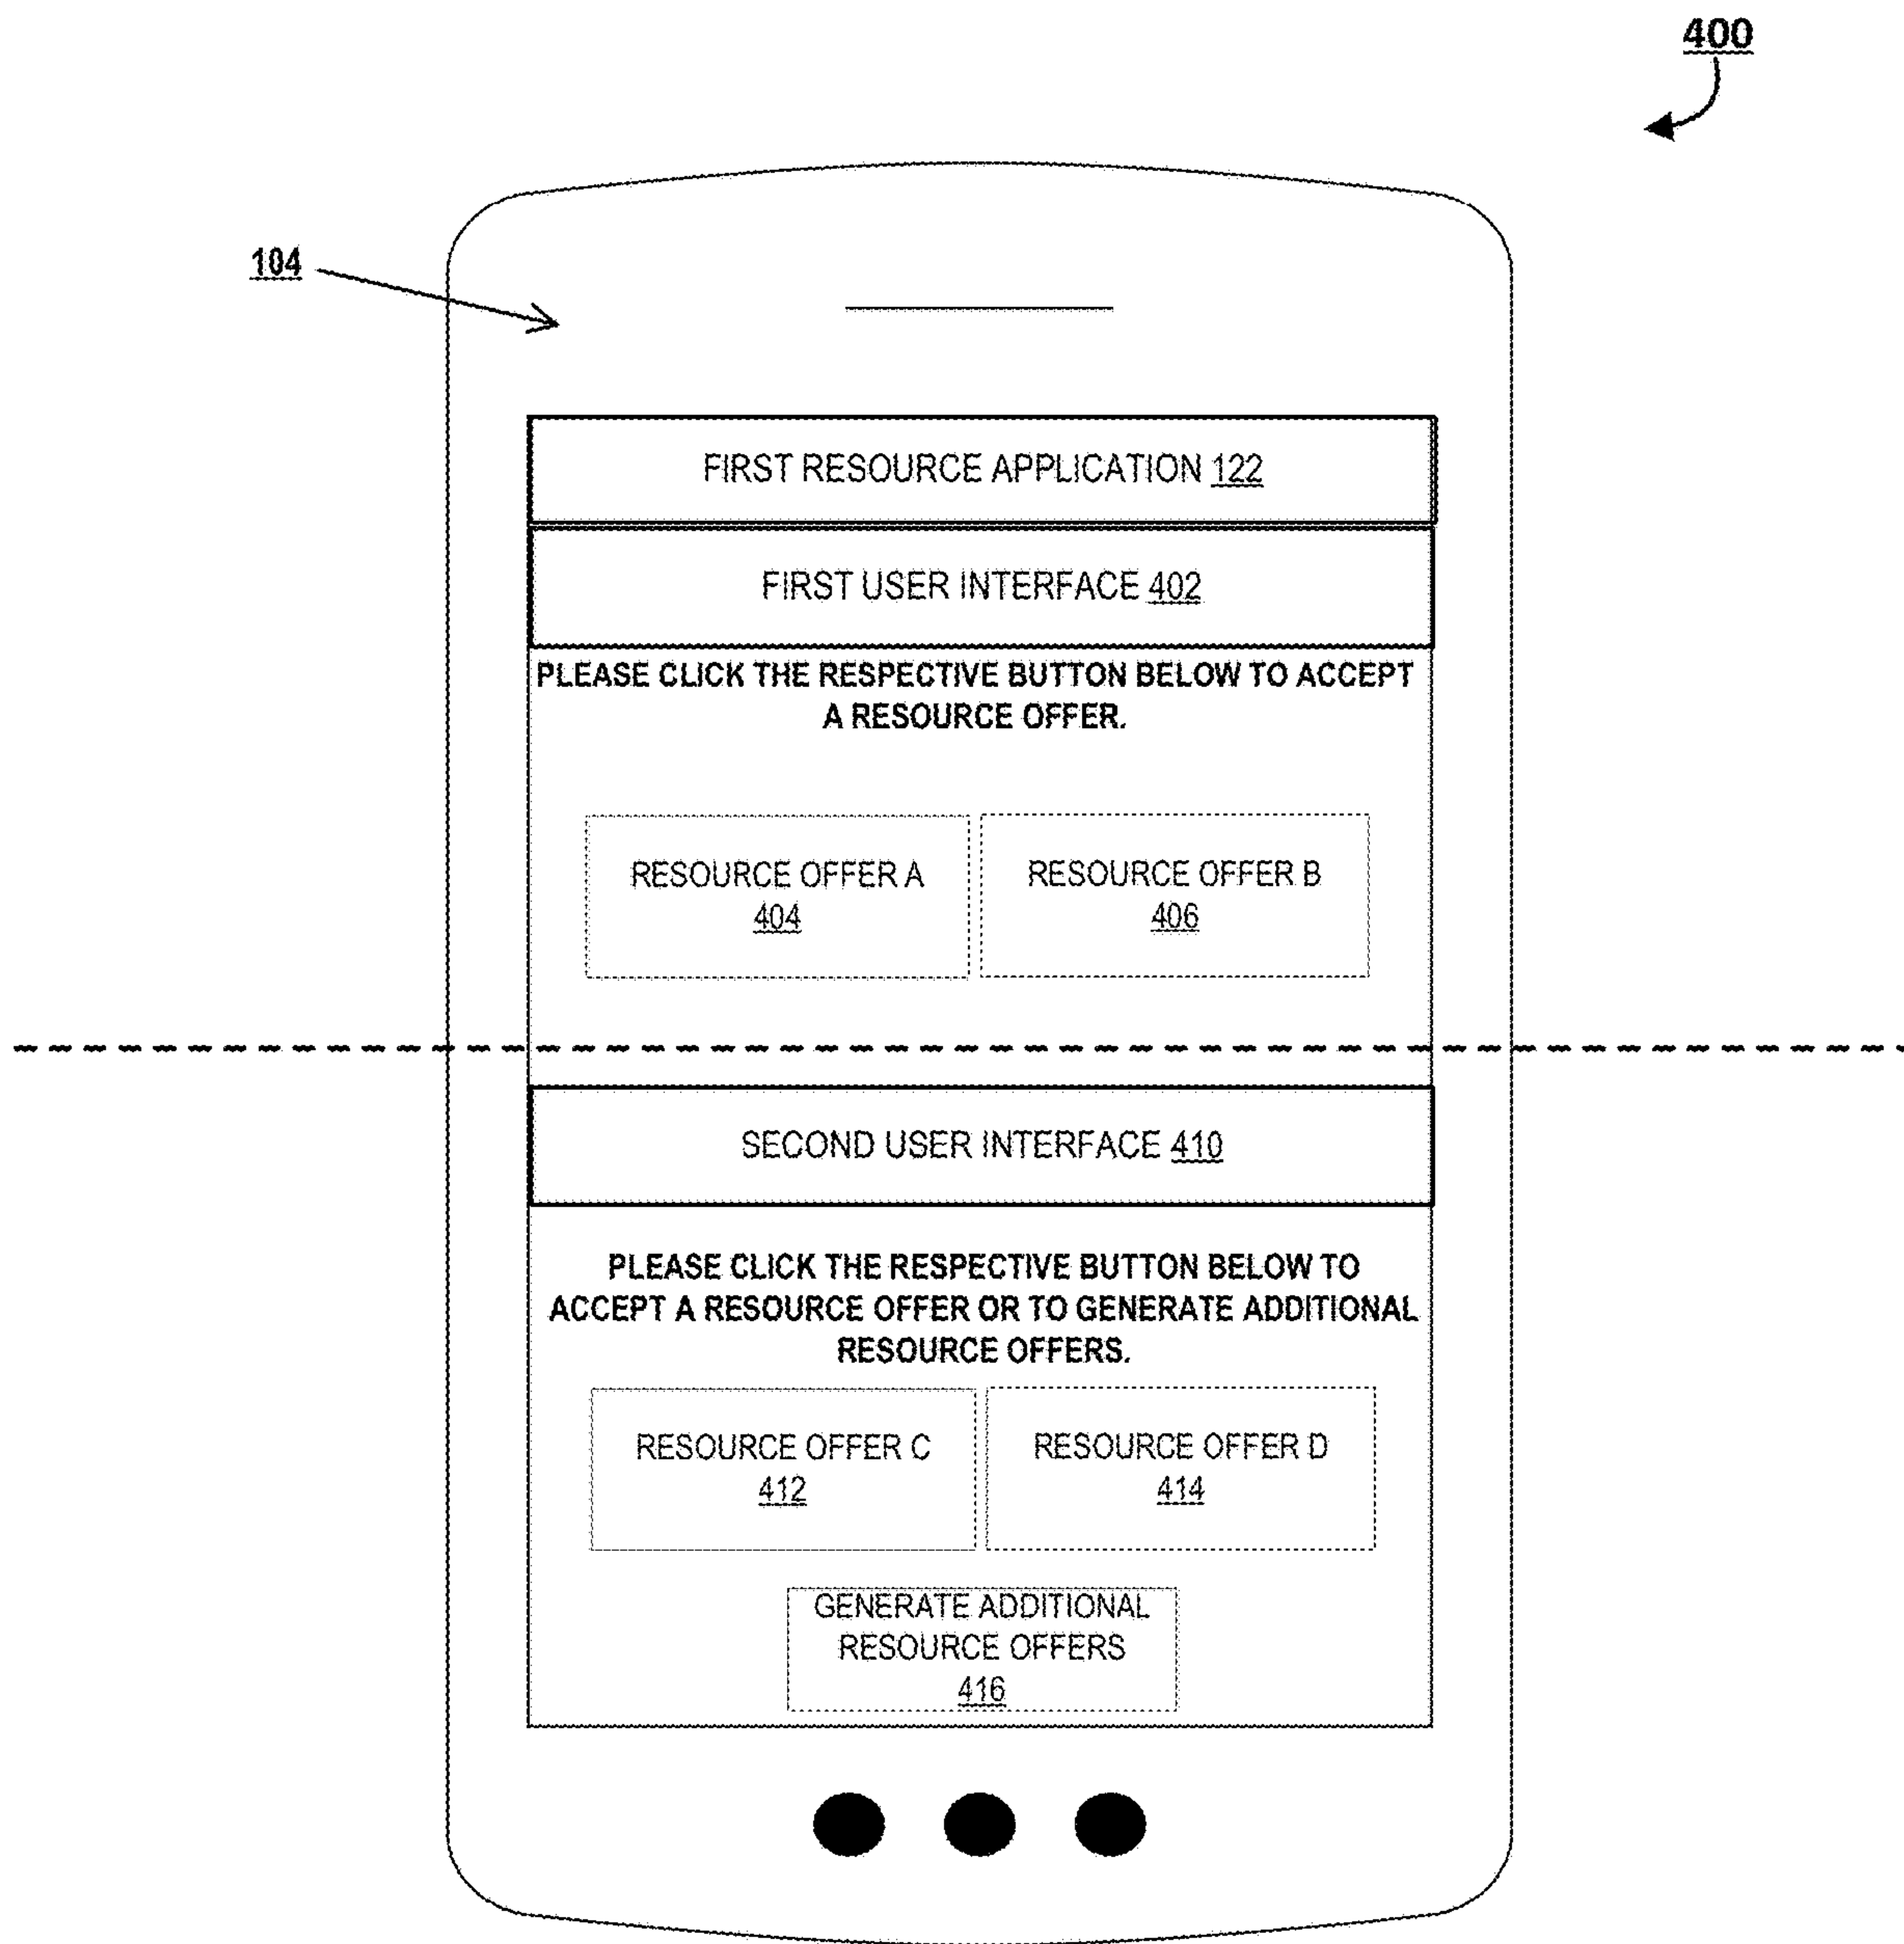 400
104
FIRST RESOURCE APPLICATION 122
FIRST USER INTERFACE 402
PLEASE CLICK THE RESPECTIVE BUTTON BELOW TO ACCEPT
A RESOURCE OFFER.
RESOURCE OFFER A
404
RESOURCE OFFER B
406
SECOND USER INTERFACE 410
PLEASE CLICK THE RESPECTIVE BUTTON BELOW TO
ACCEPT A RESOURCE OFFER OR TO GENERATE ADDITIONAL
RESOURCE OFFERS.
RESOURCE OFFER C
412
RESOURCE OFFER D
414
GENERATE ADDITIONAL
RESOURCE OFFERS
416